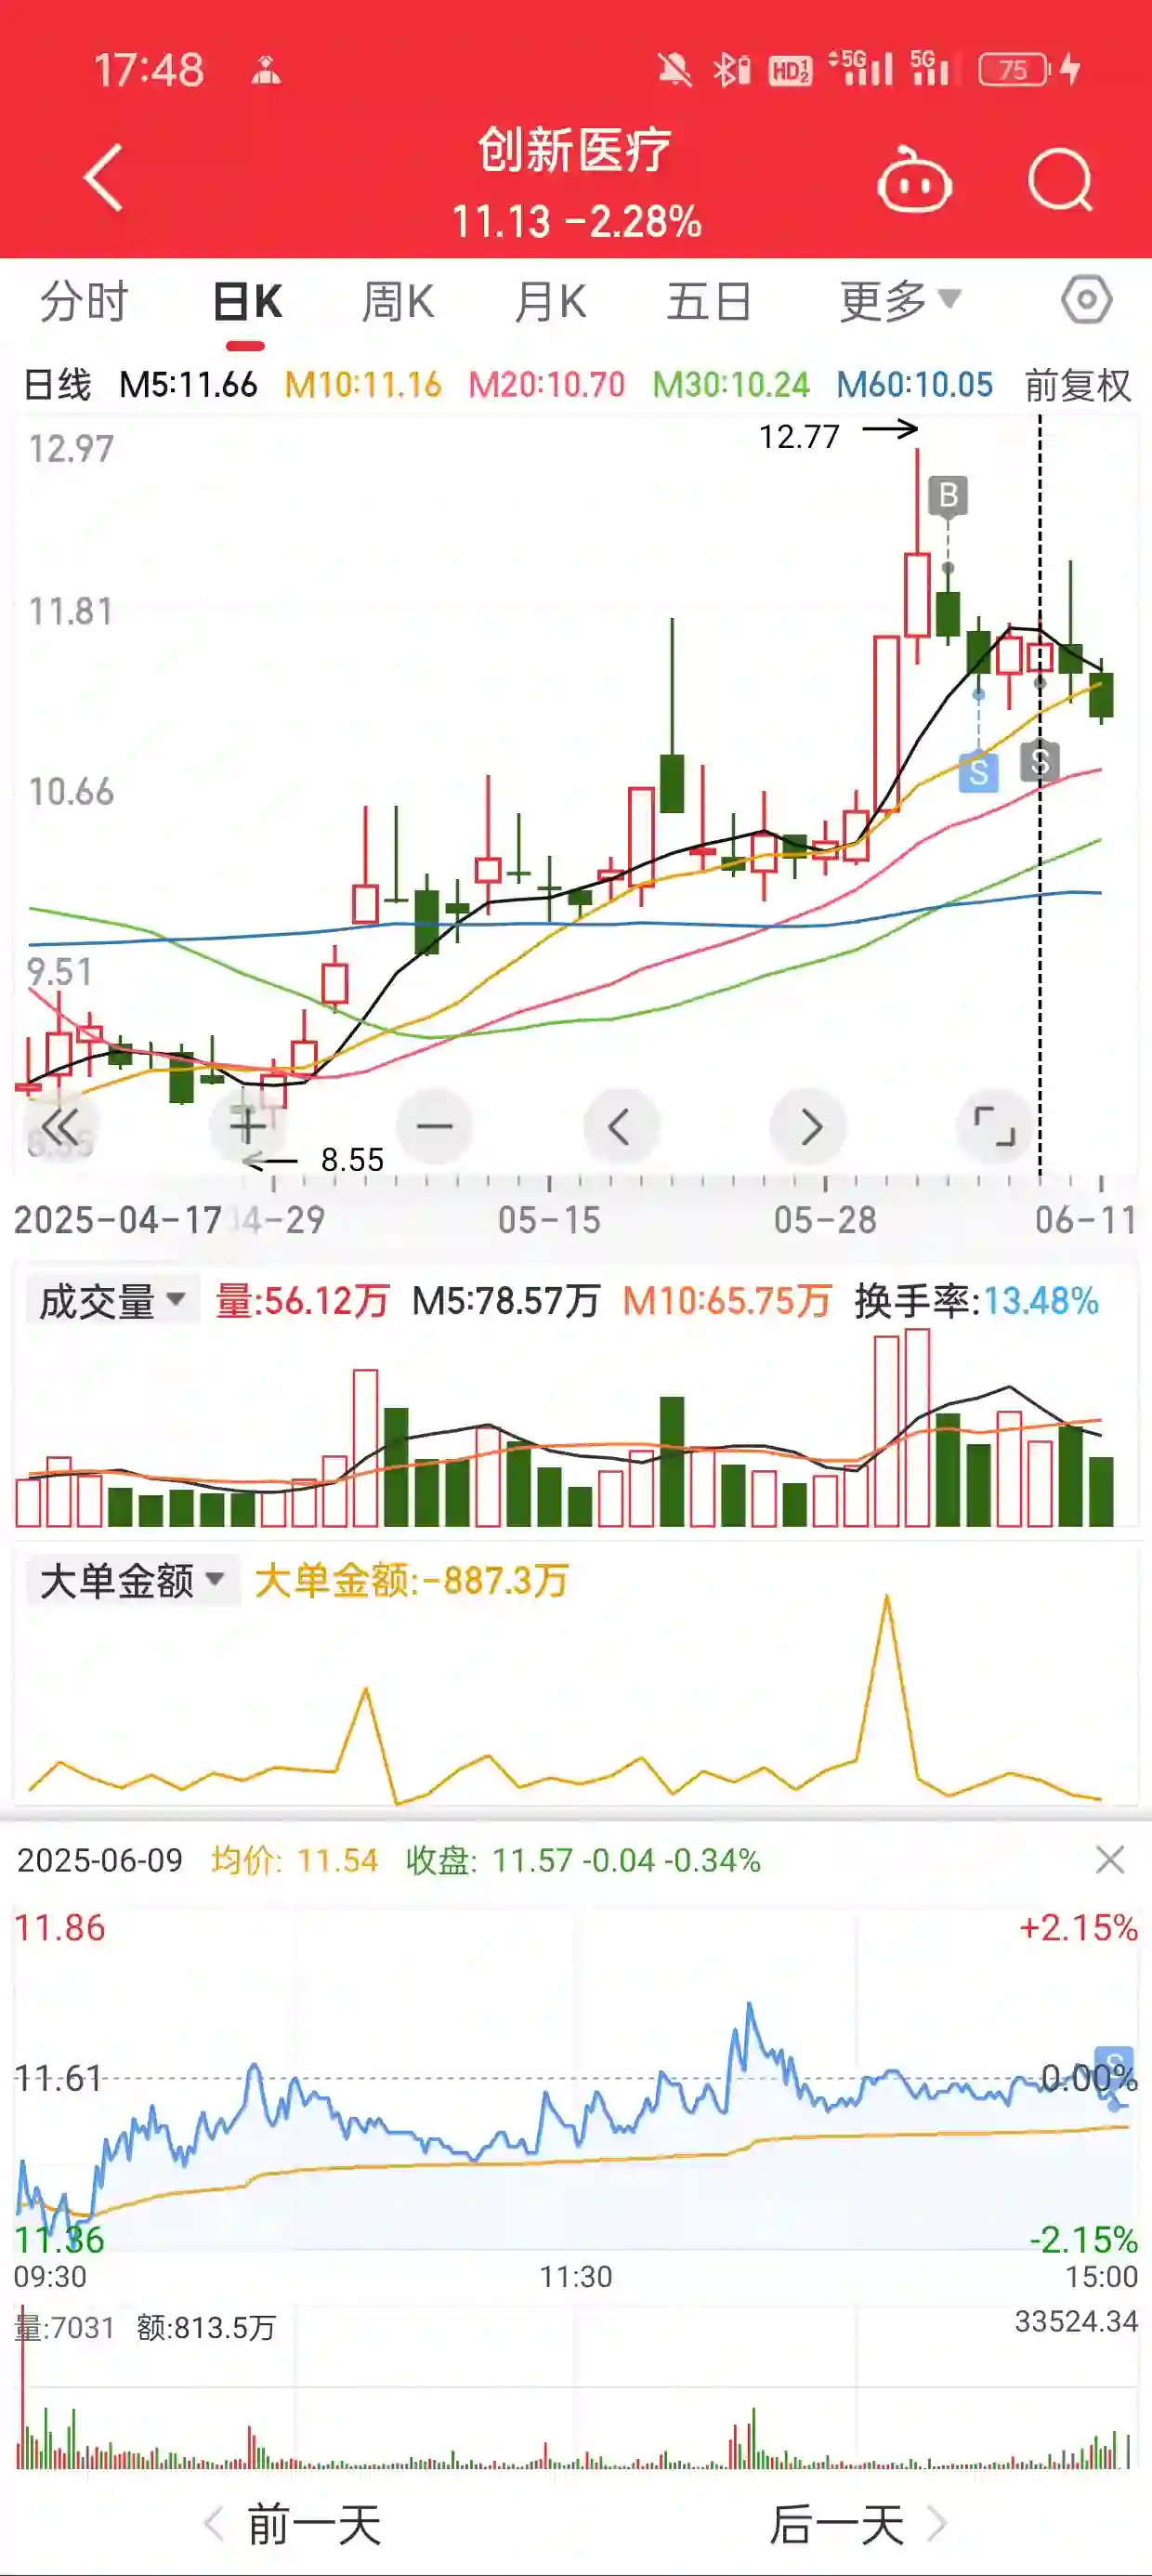 17:48 HD 1 2 5G 5G 75
创新医疗
11.13 -2.28%
分时 日K 周K 月K 五日 更多
日线 M5:11.66 M10:11.16 M20:10.70 M30:10.24 M60:10.05 前复权
12.97
12.77
B
11.81
S
S
10.66
9.51
8.55
2025-04-17 04-29 05-15 05-28 06-11
成交量 量:56.12万 M5:78.57万 M10:65.75万 换手率:13.48%
大单金额 大单金额:-887.3万
2025-06-09 均价: 11.54 收盘: 11.57 -0.04 -0.34%
11.86 +2.15%
S
11.61 0.00%
11.36 -2.15%
09:30 11:30 15:00
量:7031 额:813.5万 33524.34
前一天 后一天